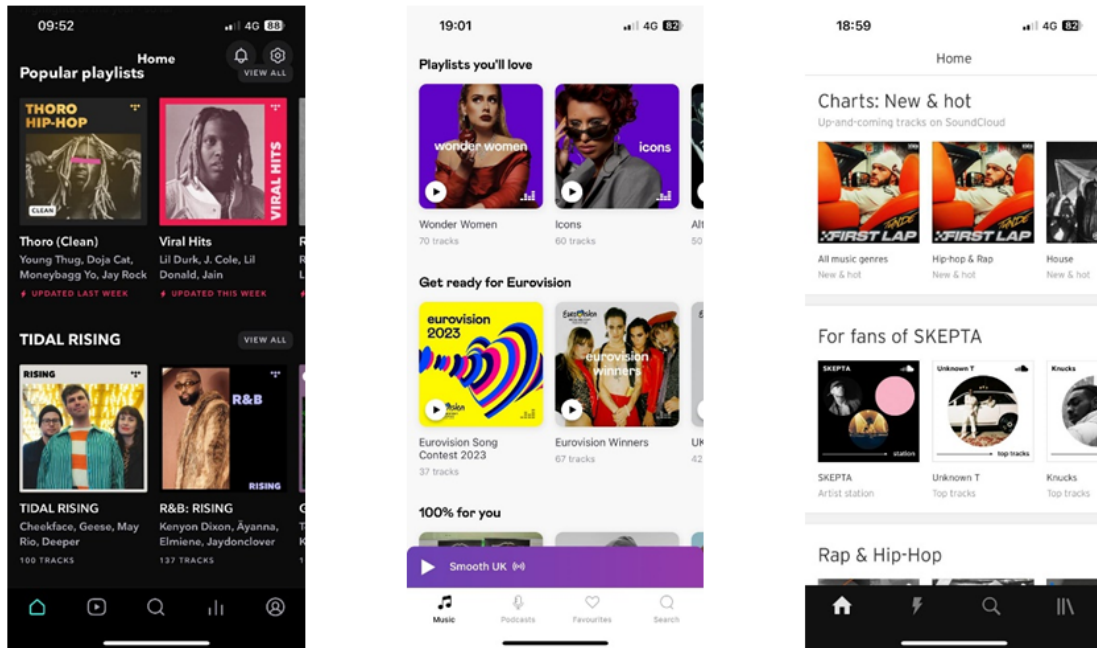 09:52
4G 88
Home
Popular playlists
VIEW ALL
THORO
HIP-HOP
CLEAN
VIRAL HITS
Thoro (Clean)
Young Thug, Doja Cat,
Moneybagg Yo, Jay Rock
UPDATED LAST WEEK
Viral Hits
Lil Durk, J. Cole, Lil
Donald, Jain
UPDATED THIS WEEK
TIDAL RISING
VIEW ALL
RISING
R&B
RISING
TIDAL RISING
Cheekface, Geese, May
Rio, Deeper
100 TRACKS
R&B: RISING
Kenyon Dixon, Äyanna,
Elmiene, Jaydonclover
137 TRACKS
19:01
4G 82
Playlists you'll love
wonder women
icons
Wonder Women
70 tracks
Icons
60 tracks
Alt
50
Get ready for Eurovision
eurovision
2023
eurovision
winners
Eurovision Song
Contest 2023
37 tracks
Eurovision Winners
67 tracks
UK
42
100% for you
Smooth UK
Music
Podcasts
Favourites
Search
18:59
4G 82
Home
Charts: New & hot
Up-and-coming tracks on SoundCloud
FIRST LAP
FIRST LAP
All music genres
New & hot
Hip-hop & Rap
New & hot
House
New & hot
For fans of SKEPTA
SKEPTA
station
Unknown T
top tracks
Knucks
SKEPTA
Artist station
Unknown T
Top tracks
Knucks
Top tracks
Rap & Hip-Hop